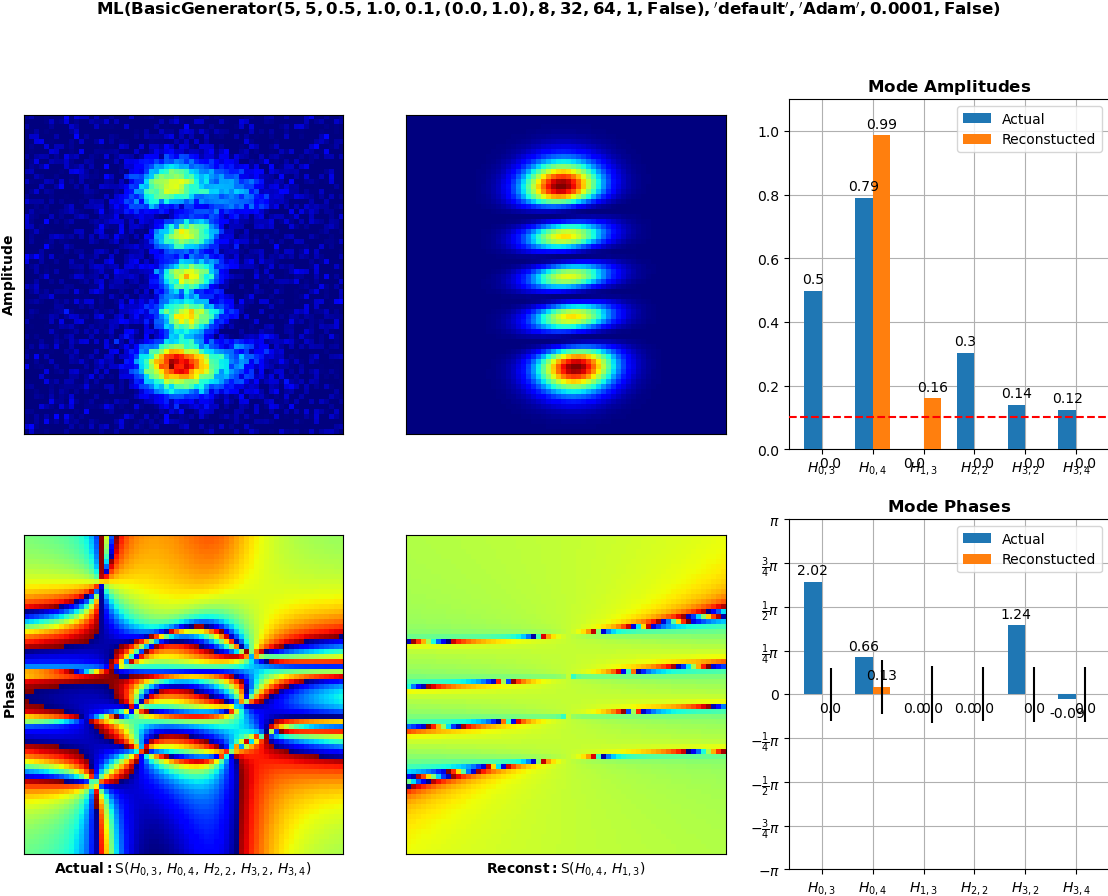 ML(BasicGenerator(5, 5, 0.5, 1.0, 0.1, (0.0, 1.0), 8, 32, 64, 1, False), ′default′, ′Adam′, 0.0001, False)
Amplitude
Mode Amplitudes
Actual
Reconstucted
1.0
0.8
0.6
0.4
0.2
0.0
0.5
0.79
0.99
0.16
0.3
0.14
0.12
0.0
0.0
0.0
0.0
0.0
H0,3 H0,4 H1,3 H2,2 H3,2 H3,4
Phase
Actual: S(H0,3, H0,4, H2,2, H3,2, H3,4)
Reconst: S(H0,4, H1,3)
Mode Phases
Actual
Reconstucted
π
3/4π
1/2π
1/4π
0
−1/4π
−1/2π
−3/4π
−π
2.02
0.66
0.13
1.24
-0.09
0.0
0.0
0.0
0.0
0.0
0.0
0.0
H0,3 H0,4 H1,3 H2,2 H3,2 H3,4